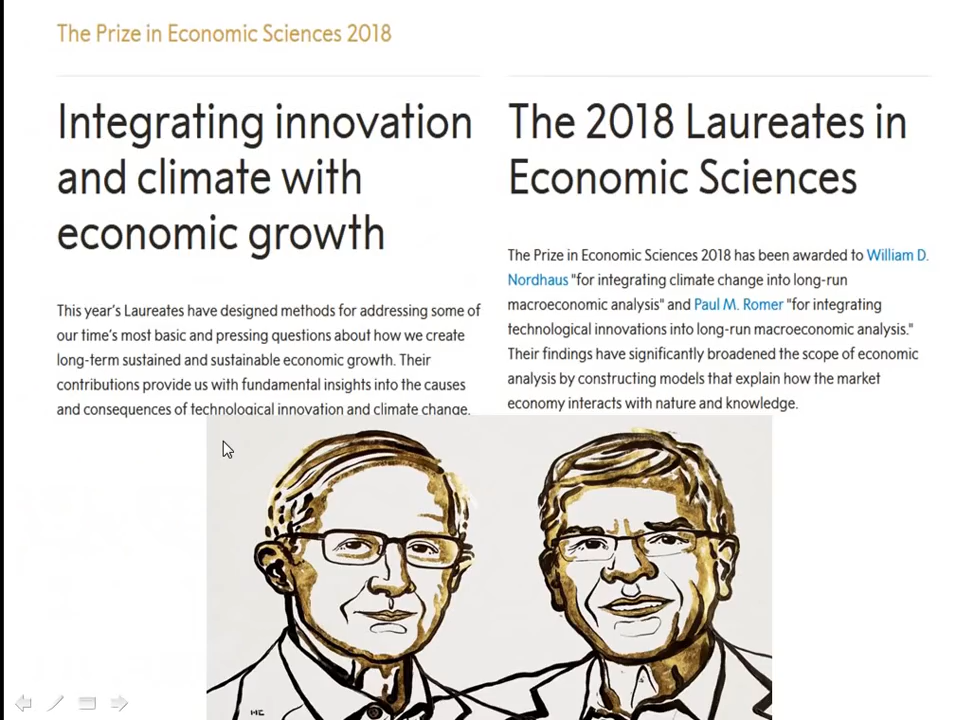 The Prize in Economic Sciences 2018
Integrating innovation
and climate with
economic growth
This year's Laureates have designed methods for addressing some of
our time's most basic and pressing questions about how we create
long-term sustained and sustainable economic growth. Their
contributions provide us with fundamental insights into the causes
and consequences of technological innovation and climate change.
The 2018 Laureates in
Economic Sciences
The Prize in Economic Sciences 2018 has been awarded to William D.
Nordhaus "for integrating climate change into long-run
macroeconomic analysis" and Paul M. Romer "for integrating
technological innovations into long-run macroeconomic analysis."
Their findings have significantly broadened the scope of economic
analysis by constructing models that explain how the market
economy interacts with nature and knowledge.